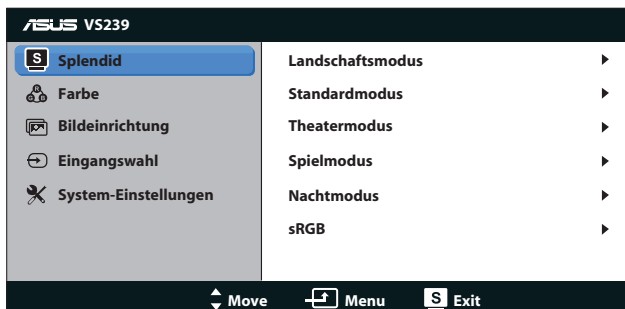 ASUS VS239
S Splendid
Farbe
Bildeinrichtung
Eingangswahl
System-Einstellungen
Landschaftsmodus
Standardmodus
Theatermodus
Spielmodus
Nachtmodus
sRGB
Move Menu S Exit